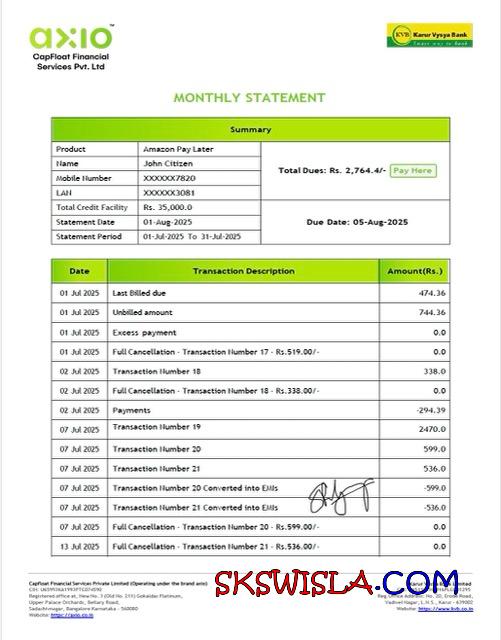 axio™
CapFloat Financial
Services Pvt. Ltd
KVB Karur Vysya Bank
Smart way to Bank
MONTHLY STATEMENT
Summary
Product Amazon Pay Later
Name John Citizen
Mobile Number XXXXXX7820
LAN XXXXXX3081
Total Credit Facility Rs. 35,000.0
Statement Date 01-Aug-2025
Statement Period 01-Jul-2025 To 31-Jul-2025
Total Dues: Rs. 2,764.4/- Pay Here
Due Date: 05-Aug-2025
Date Transaction Description Amount(Rs.)
01 Jul 2025 Last Billed due 474.36
01 Jul 2025 Unbilled amount 744.36
01 Jul 2025 Excess payment 0.0
01 Jul 2025 Full Cancellation - Transaction Number 17 - Rs.519.00/- 0.0
02 Jul 2025 Transaction Number 18 338.0
02 Jul 2025 Full Cancellation - Transaction Number 18 - Rs.338.00/- 0.0
02 Jul 2025 Payments -294.39
07 Jul 2025 Transaction Number 19 2470.0
07 Jul 2025 Transaction Number 20 599.0
07 Jul 2025 Transaction Number 21 536.0
07 Jul 2025 Transaction Number 20 Converted into EMIs -599.0
07 Jul 2025 Transaction Number 21 Converted into EMIs -536.0
07 Jul 2025 Full Cancellation - Transaction Number 20 - Rs.599.00/- 0.0
13 Jul 2025 Full Cancellation - Transaction Number 21 - Rs.536.00/- 0.0
CapFloat Financial Services Private Limited (Operating under the brand axio)
Registered office at, New No.3 (Old No. 211) Gokaldas Platinum,
Upper Palace Orchards, Bellary Road,
Sadashivnagar, Bangalore Karnataka - 560080
Website: https://www.axio.co.in
SKSWISLA.COM
Karur Vysya Bank
Reg. Office Address: No. 20, Erode Road,
Vadivel Nagar, L.N.S., Karur - 639002
Website: https://www.kvb.co.in